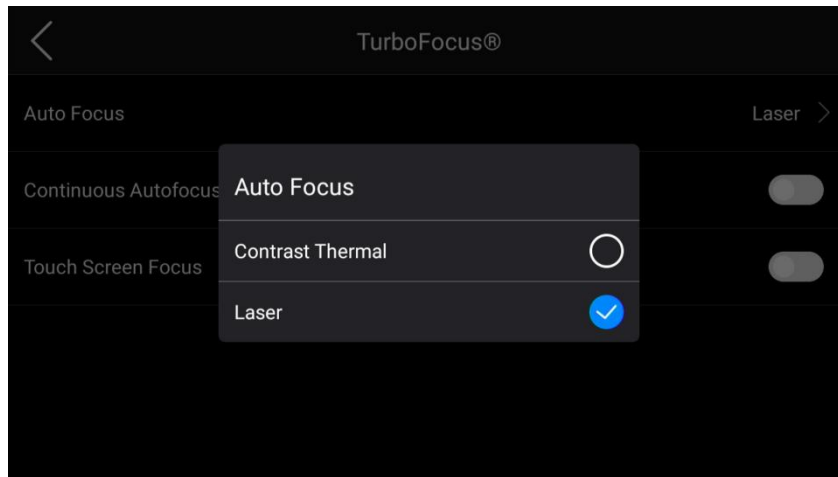 TurboFocus®
Auto Focus
Laser
Continuous Autofocus
Touch Screen Focus
Auto Focus
Contrast Thermal
Laser